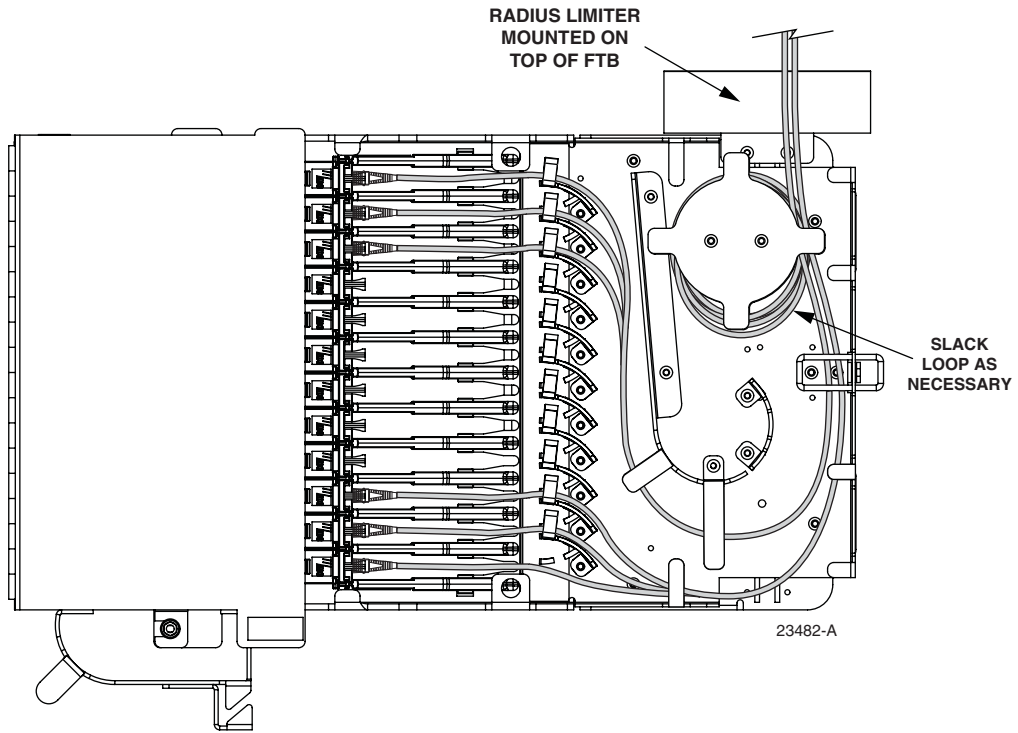 RADIUS LIMITER
MOUNTED ON
TOP OF FTB
SLACK
LOOP AS
NECESSARY
23482-A